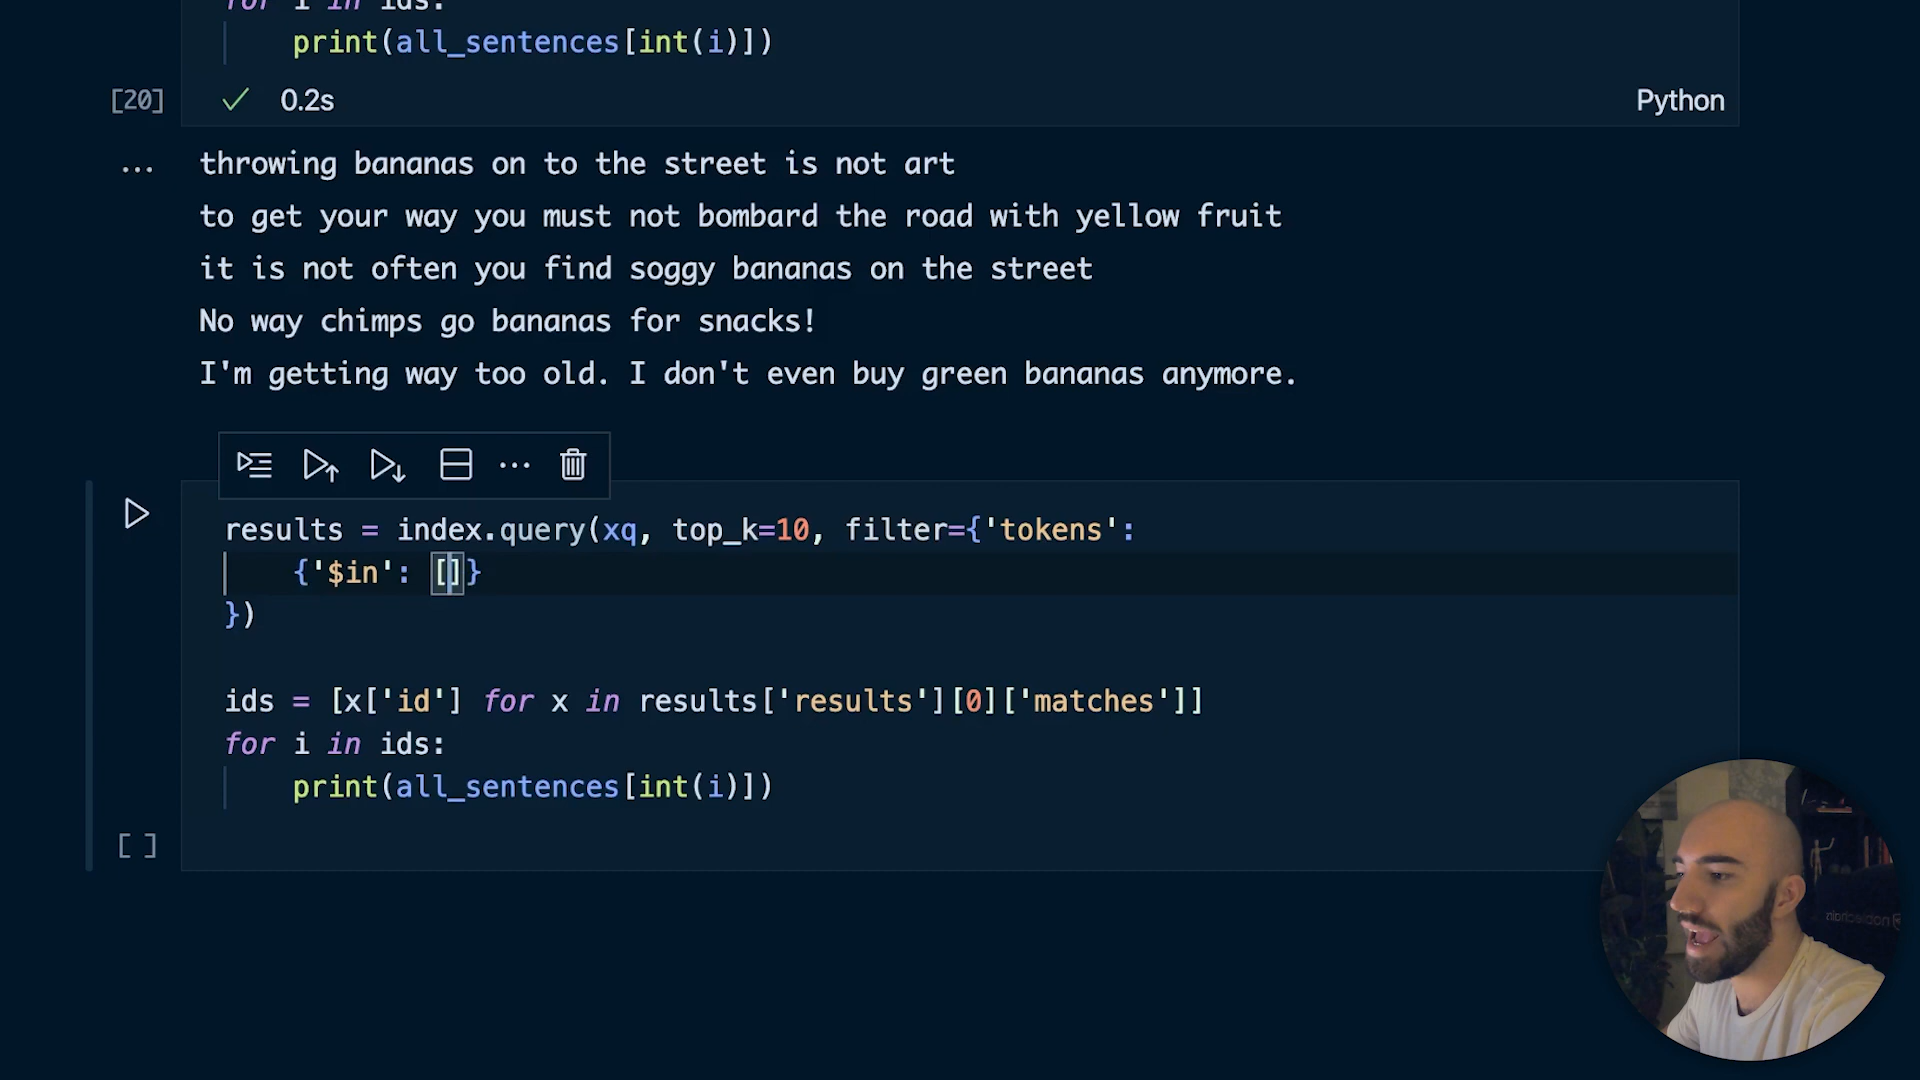 for i in ids:
print(all_sentences[int(i)])
[20] 0.2s Python
... throwing bananas on to the street is not art
to get your way you must not bombard the road with yellow fruit
it is not often you find soggy bananas on the street
No way chimps go bananas for snacks!
I'm getting way too old. I don't even buy green bananas anymore.
results = index.query(xq, top_k=10, filter={'tokens':
{'$in': []}
})
ids = [x['id'] for x in results['results'][0]['matches']]
for i in ids:
print(all_sentences[int(i)])
[ ]